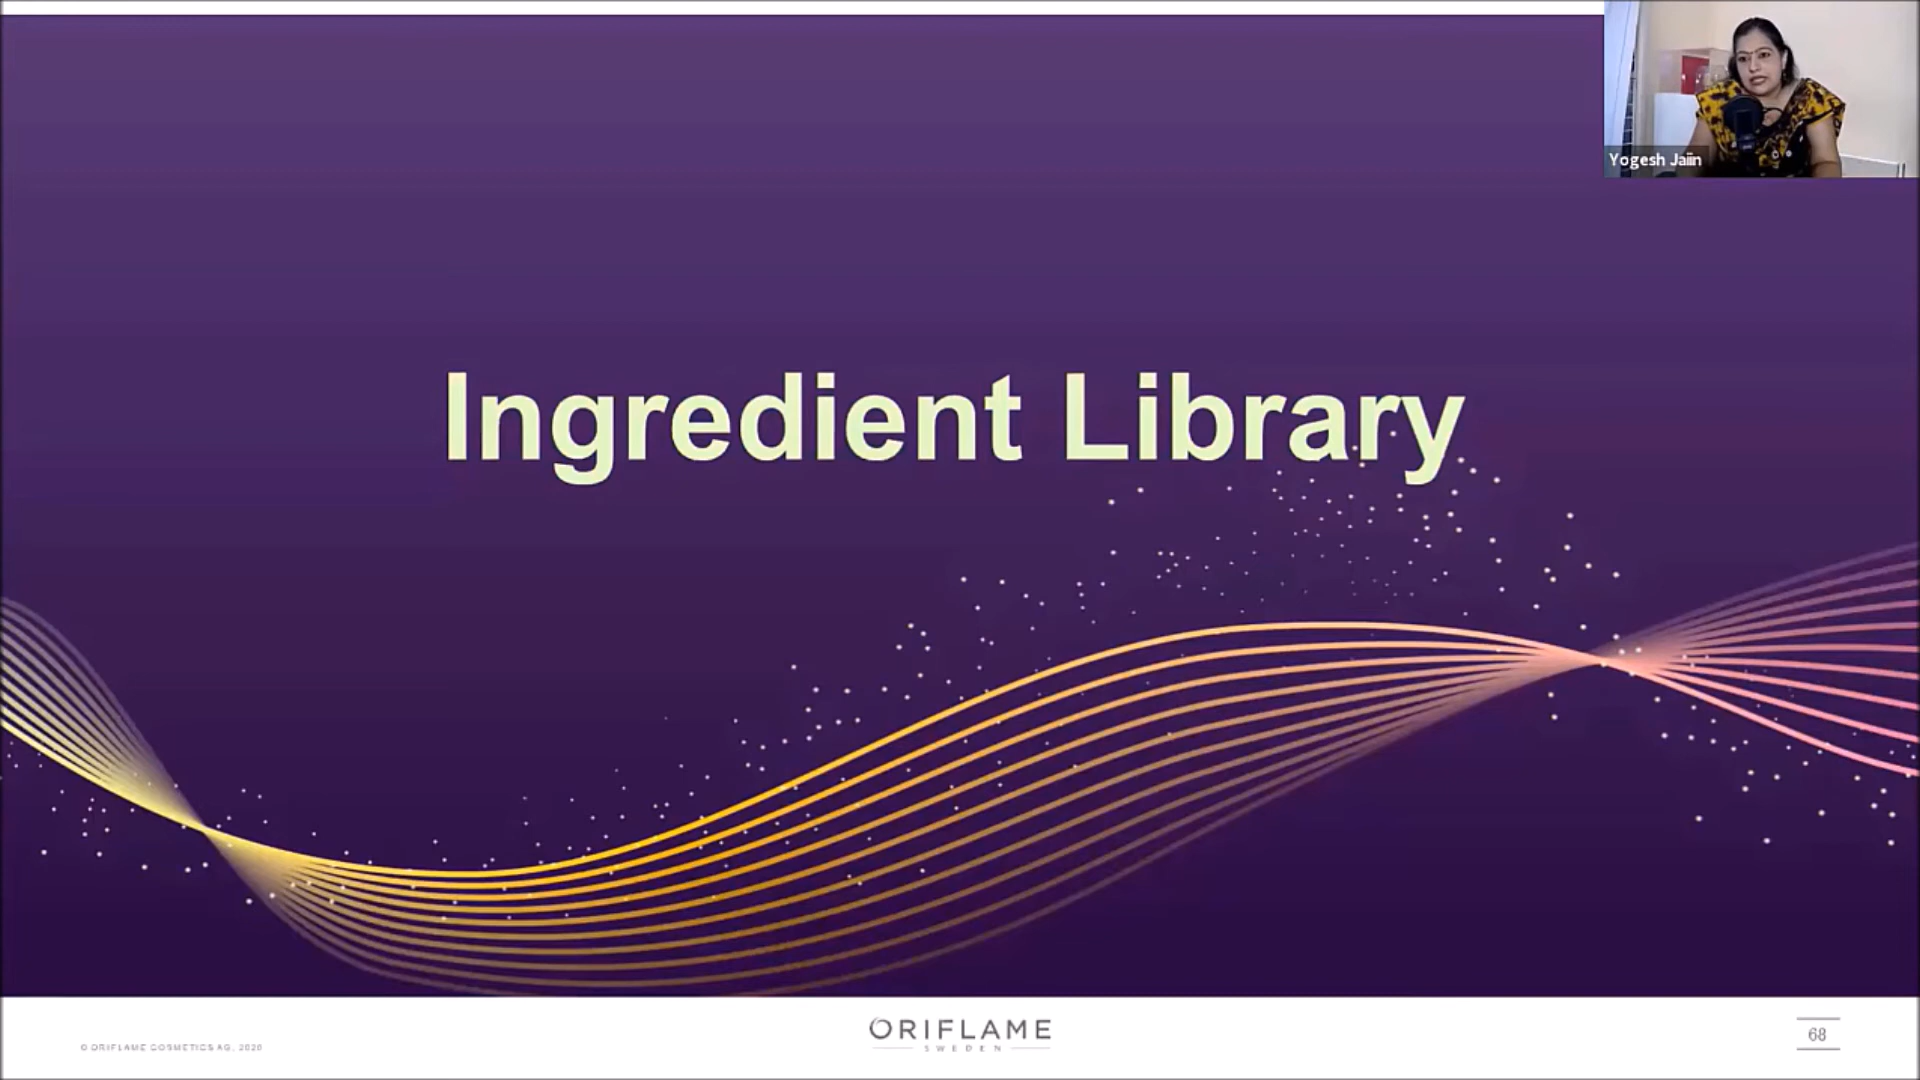 Yogesh Jaiin
Ingredient Library
© ORIFLAME COSMETICS AG, 2020
ORIFLAME
SWEDEN
68